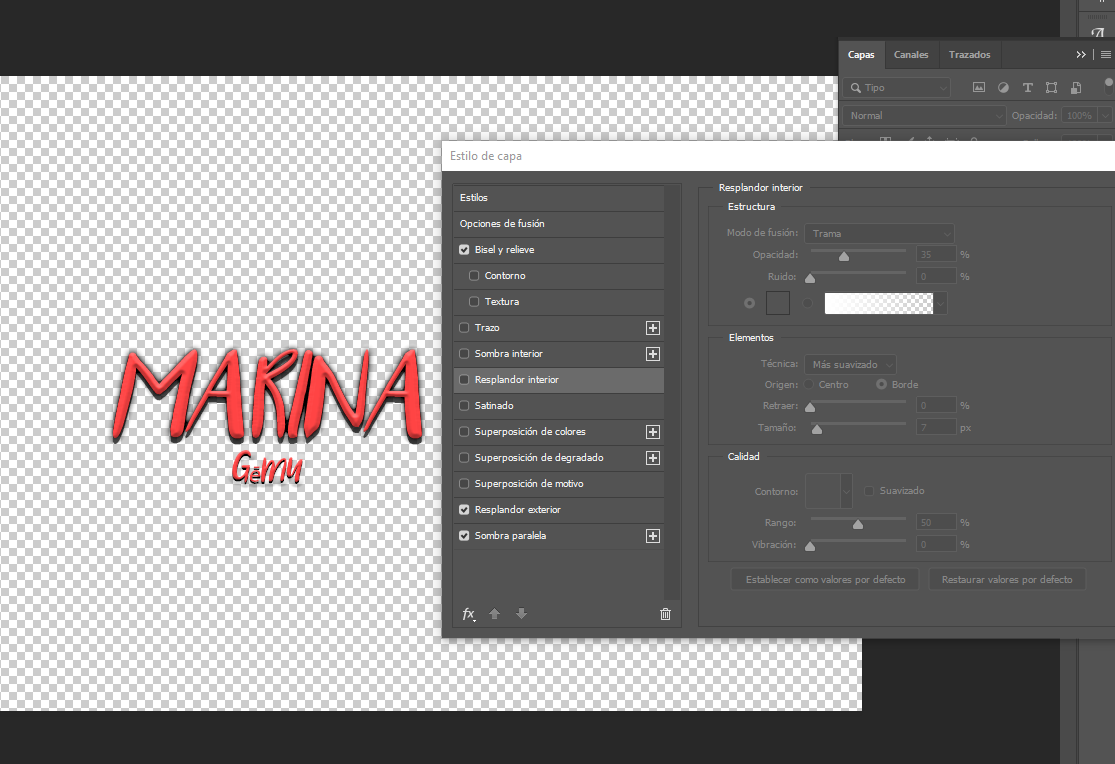 Capas Canales Trazados
Tipo
Normal Opacidad: 100%
Estilo de capa
Estilos
Opciones de fusión
Bisel y relieve
Contorno
Textura
Trazo
Sombra interior
Resplandor interior
Satinado
Superposición de colores
Superposición de degradado
Superposición de motivo
Resplandor exterior
Sombra paralela
fx
Resplandor interior
Estructura
Modo de fusión: Trama
Opacidad: 35 %
Ruido: 0 %
Elementos
Técnica: Más suavizado
Origen: Centro Borde
Retraer: 0 %
Tamaño: 7 px
Calidad
Contorno: Suavizado
Rango: 50 %
Vibración: 0 %
Establecer como valores por defecto Restaurar valores por defecto
MARINA